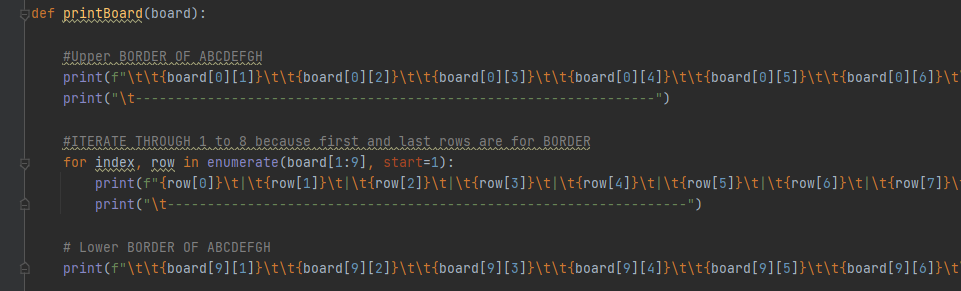 def printBoard(board):
#Upper BORDER OF ABCDEFGH
print(f"\t\t{board[0][1]}\t\t{board[0][2]}\t\t{board[0][3]}\t\t{board[0][4]}\t\t{board[0][5]}\t\t{board[0][6]}\t\
print("\t-----------------------------------------------------------------")
#ITERATE THROUGH 1 to 8 because first and last rows are for BORDER
for index, row in enumerate(board[1:9], start=1):
print(f"{row[0]}\t|\t{row[1]}\t|\t{row[2]}\t|\t{row[3]}\t|\t{row[4]}\t|\t{row[5]}\t|\t{row[6]}\t|\t{row[7]}\t
print("\t-----------------------------------------------------------------")
# Lower BORDER OF ABCDEFGH
print(f"\t\t{board[9][1]}\t\t{board[9][2]}\t\t{board[9][3]}\t\t{board[9][4]}\t\t{board[9][5]}\t\t{board[9][6]}\t\